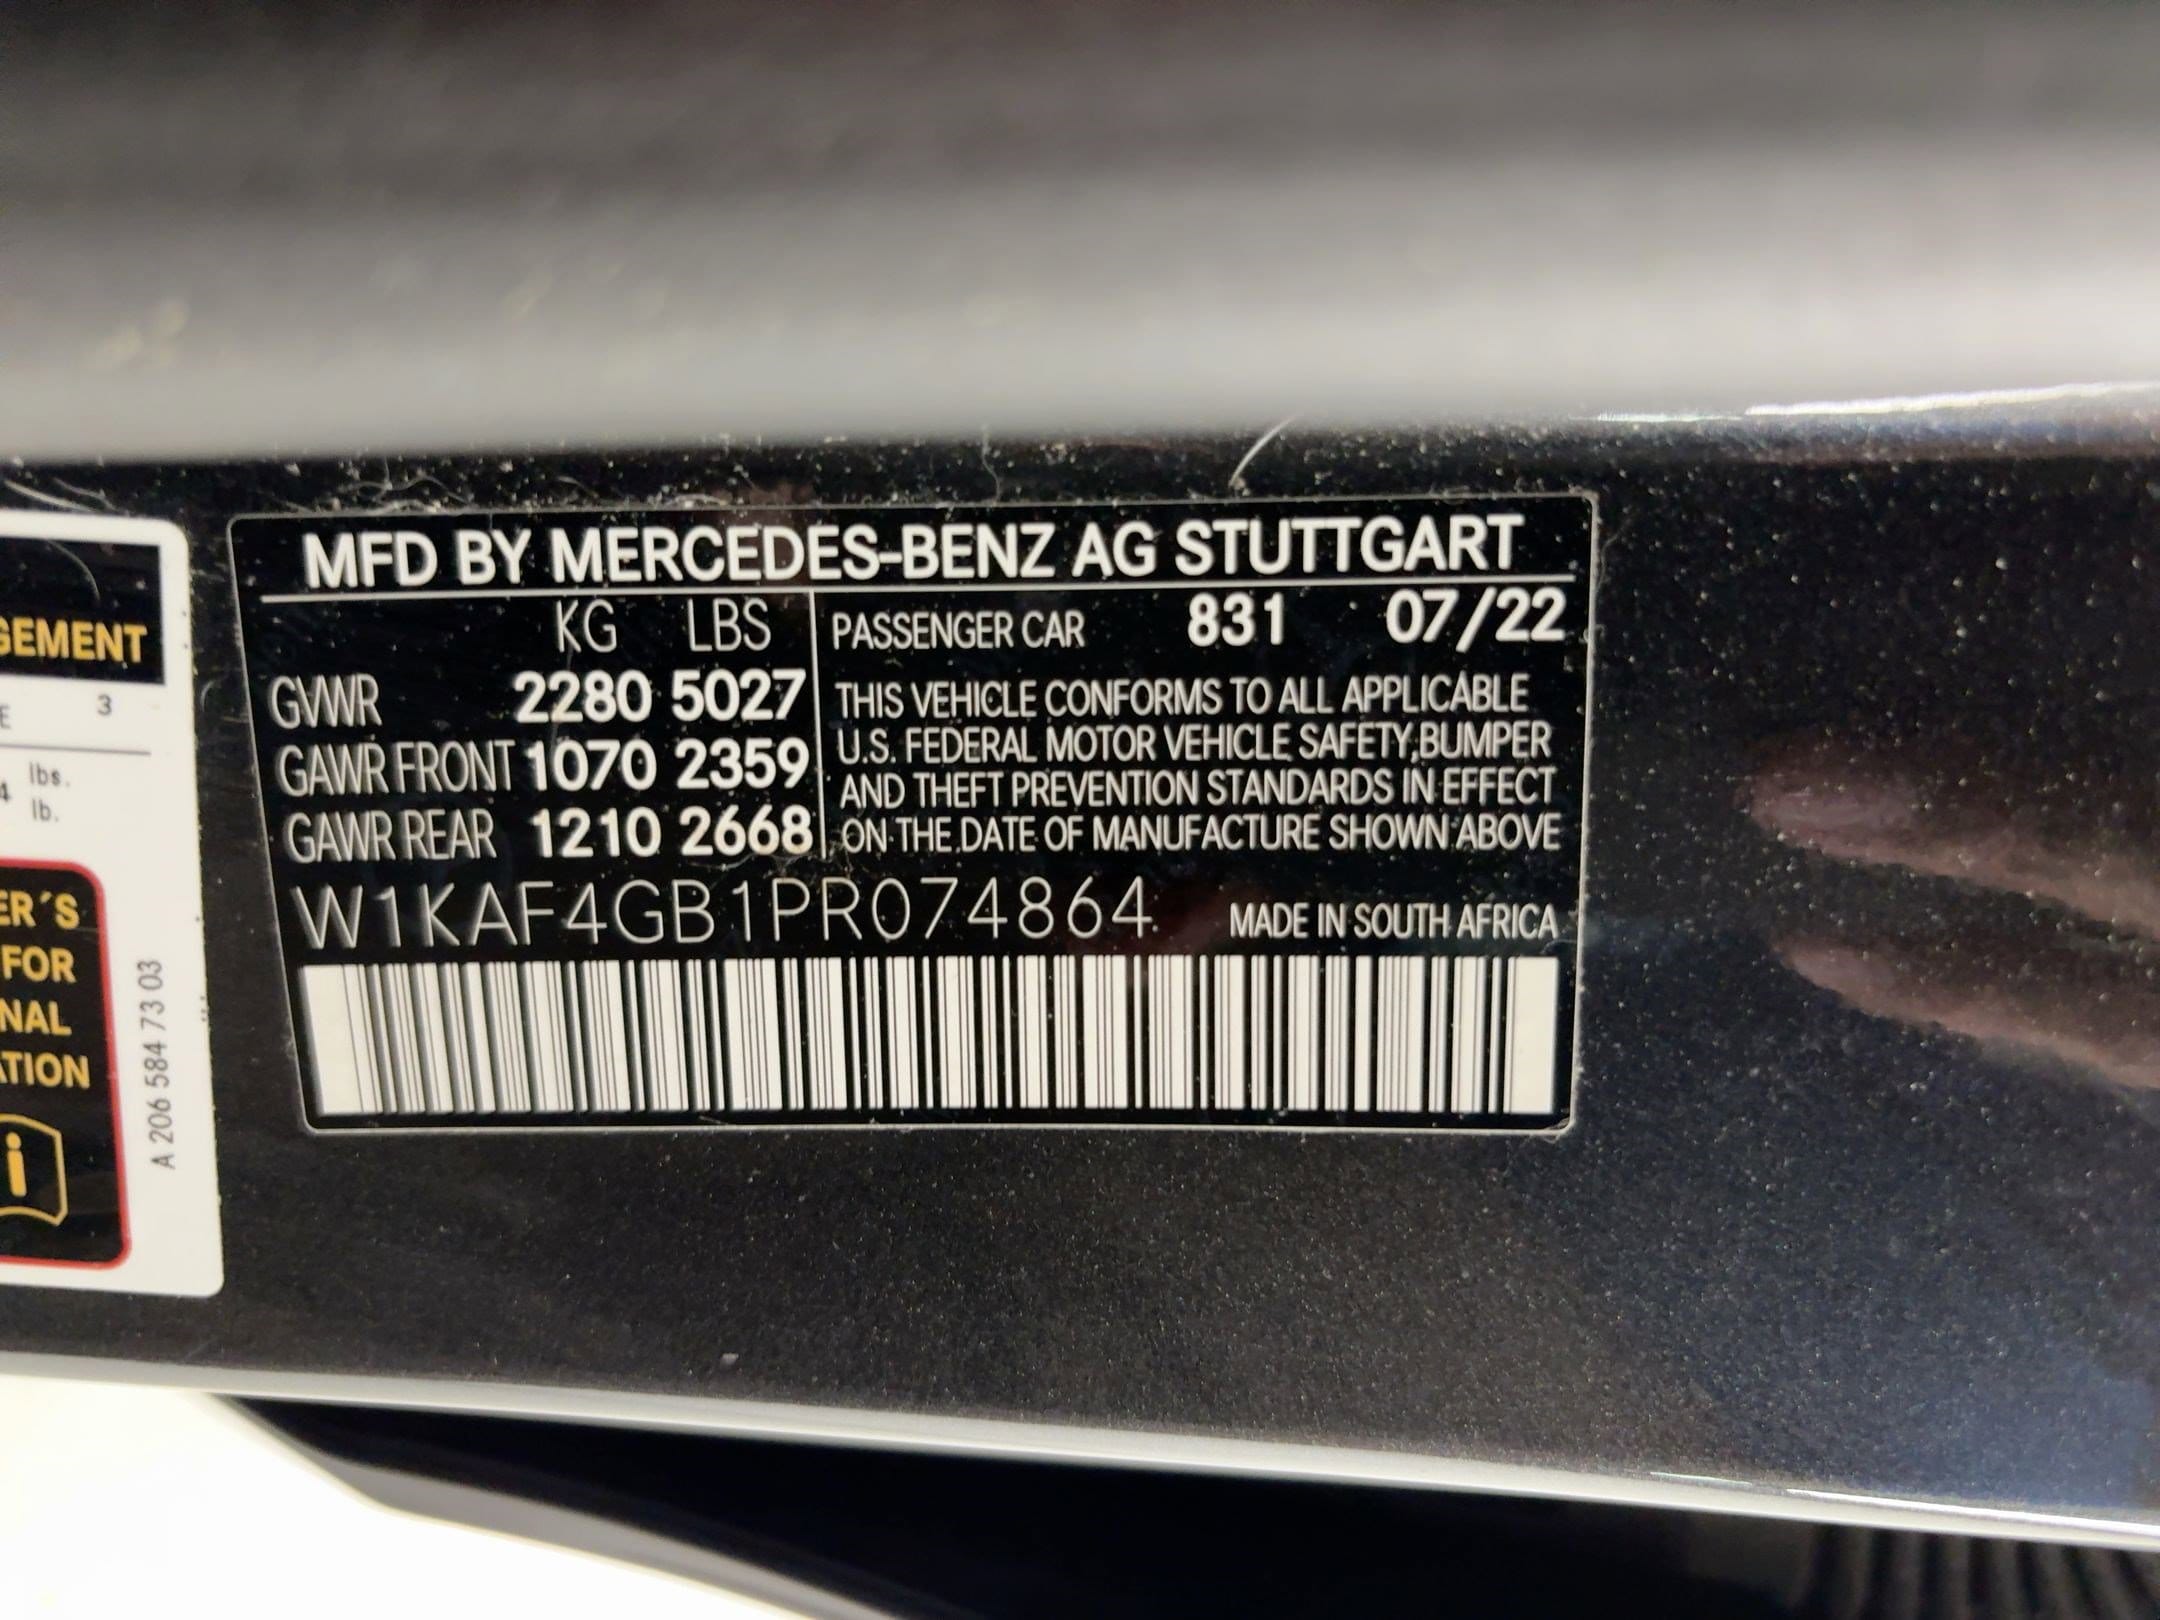 MFD BY MERCEDES-BENZ AG STUTTGART
KG LBS
GVWR 2280 5027
GAWR FRONT 1070 2359
GAWR REAR 1210 2668
PASSENGER CAR 831 07/22
THIS VEHICLE CONFORMS TO ALL APPLICABLE
U.S. FEDERAL MOTOR VEHICLE SAFETY,BUMPER
AND THEFT PREVENTION STANDARDS IN EFFECT
ON THE DATE OF MANUFACTURE SHOWN ABOVE
W1KAF4GB1PR074864 MADE IN SOUTH AFRICA
GEMENT
E 3
4 lbs.
lb.
ER´S
FOR
NAL
ATION
i
A 206 584 73 03